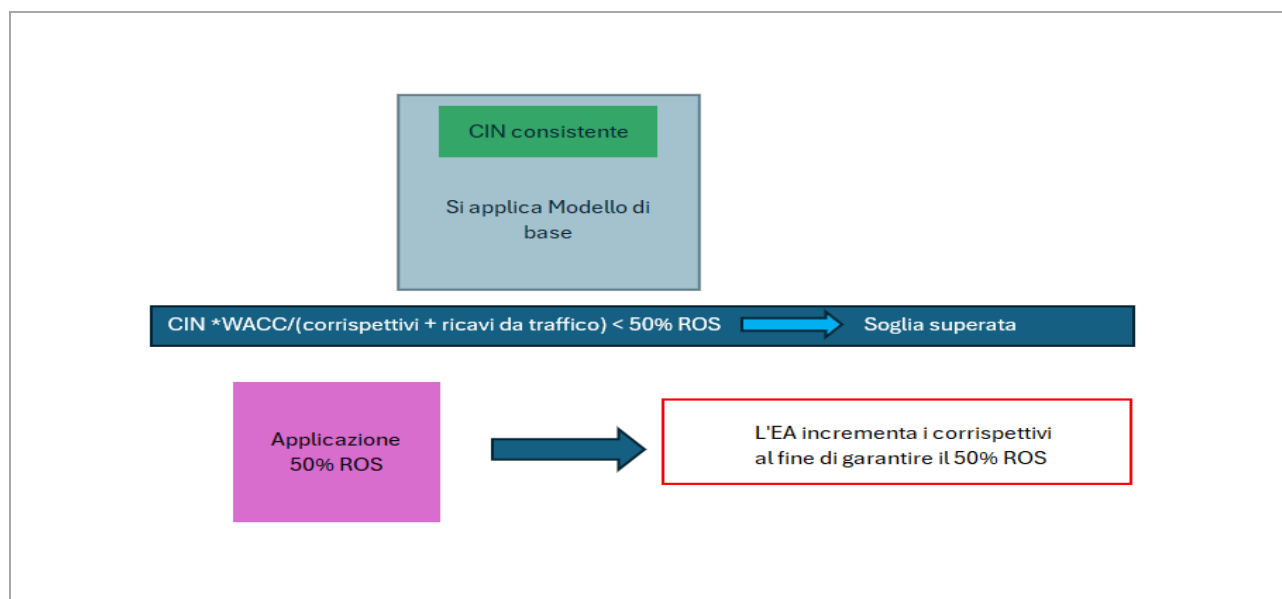 CIN consistente
Si applica Modello di
base
CIN *WACC/(corrispettivi + ricavi da traffico) < 50% ROS
Soglia superata
Applicazione
50% ROS
L'EA incrementa i corrispettivi
al fine di garantire il 50% ROS